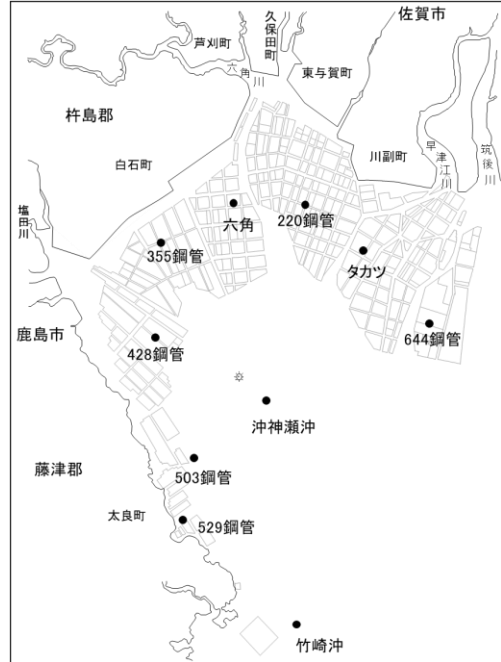 佐賀市
久保田町
芦刈町
六角川
東与賀町
杵島郡
川副町
早津江川
筑後川
白石町
塩田川
六角
220鋼管
355鋼管
タカツ
鹿島市
644鋼管
428鋼管
沖神瀬沖
藤津郡
503鋼管
太良町
529鋼管
竹崎沖